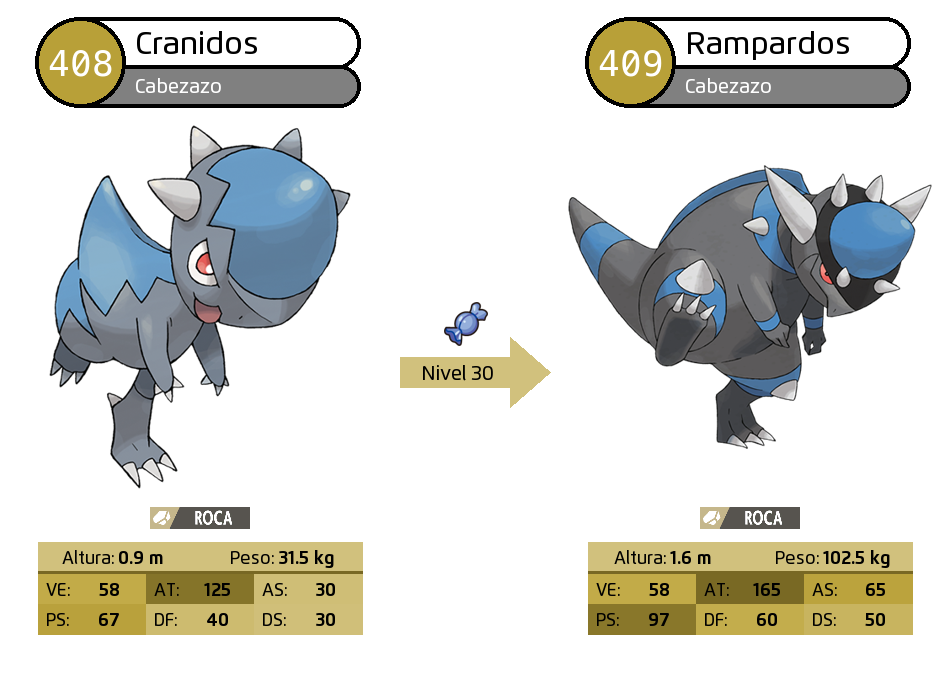 408
Cranidos
Cabezazo
409
Rampardos
Cabezazo
Nivel 30
ROCA
Altura: 0.9 m Peso: 31.5 kg
VE: 58 AT: 125 AS: 30
PS: 67 DF: 40 DS: 30
ROCA
Altura: 1.6 m Peso: 102.5 kg
VE: 58 AT: 165 AS: 65
PS: 97 DF: 60 DS: 50